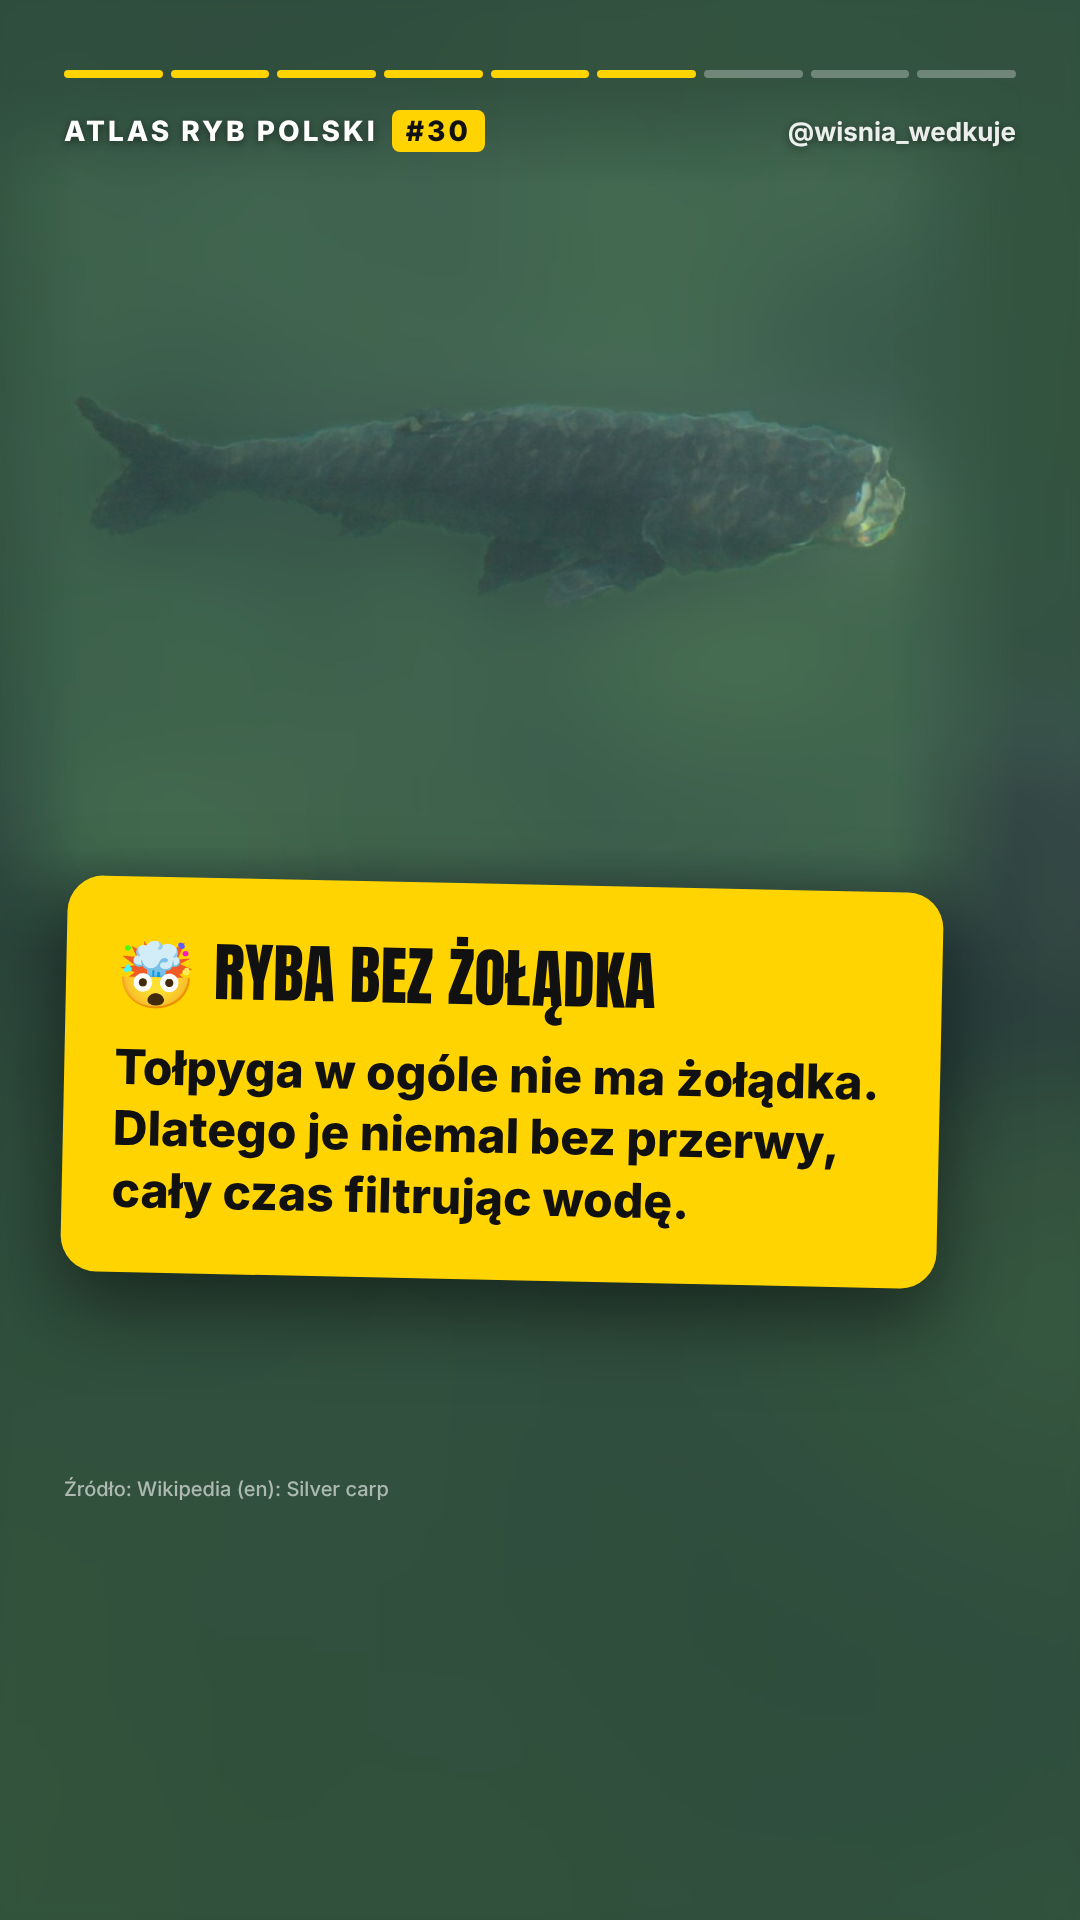 ATLAS RYB POLSKI #30
@wisnia_wedkuje
🤯 RYBA BEZ ŻOŁĄDKA
Tołpyga w ogóle nie ma żołądka.
Dlatego je niemal bez przerwy,
cały czas filtrując wodę.
Źródło: Wikipedia (en): Silver carp